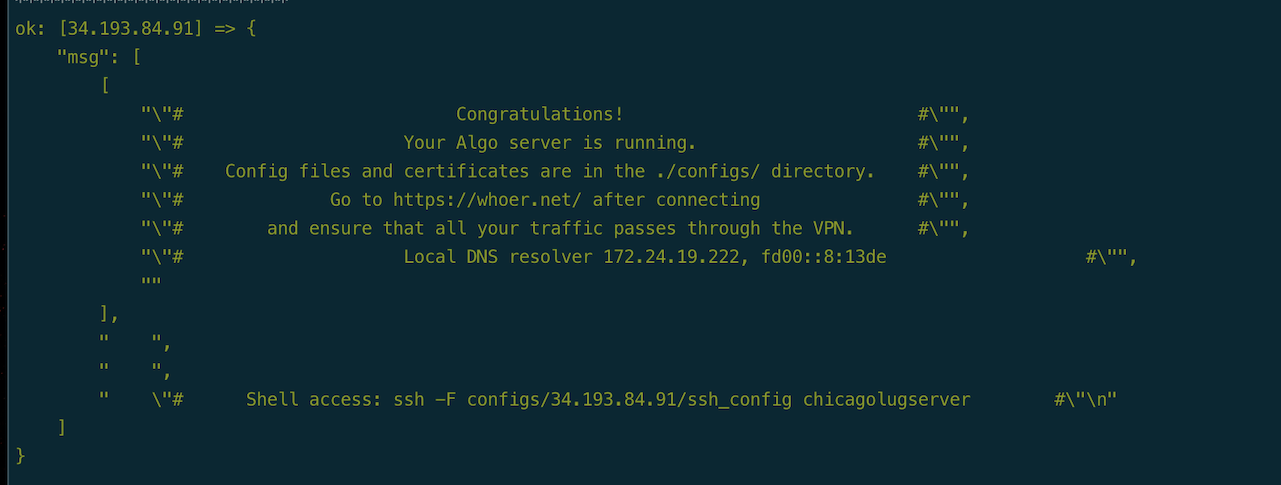 ok: [34.193.84.91] => {
    "msg": [
        [
            "\"#                          Congratulations!                            #\"",
            "\"#                     Your Algo server is running.                     #\"",
            "\"#    Config files and certificates are in the ./configs/ directory.    #\"",
            "\"#              Go to https://whoer.net/ after connecting               #\"",
            "\"#        and ensure that all your traffic passes through the VPN.      #\"",
            "\"#                     Local DNS resolver 172.24.19.222, fd00::8:13de                   #\"",
            ""
        ],
        "    ",
        "    ",
        "    \"#      Shell access: ssh -F configs/34.193.84.91/ssh_config chicagolugserver        #\"\n"
    ]
}